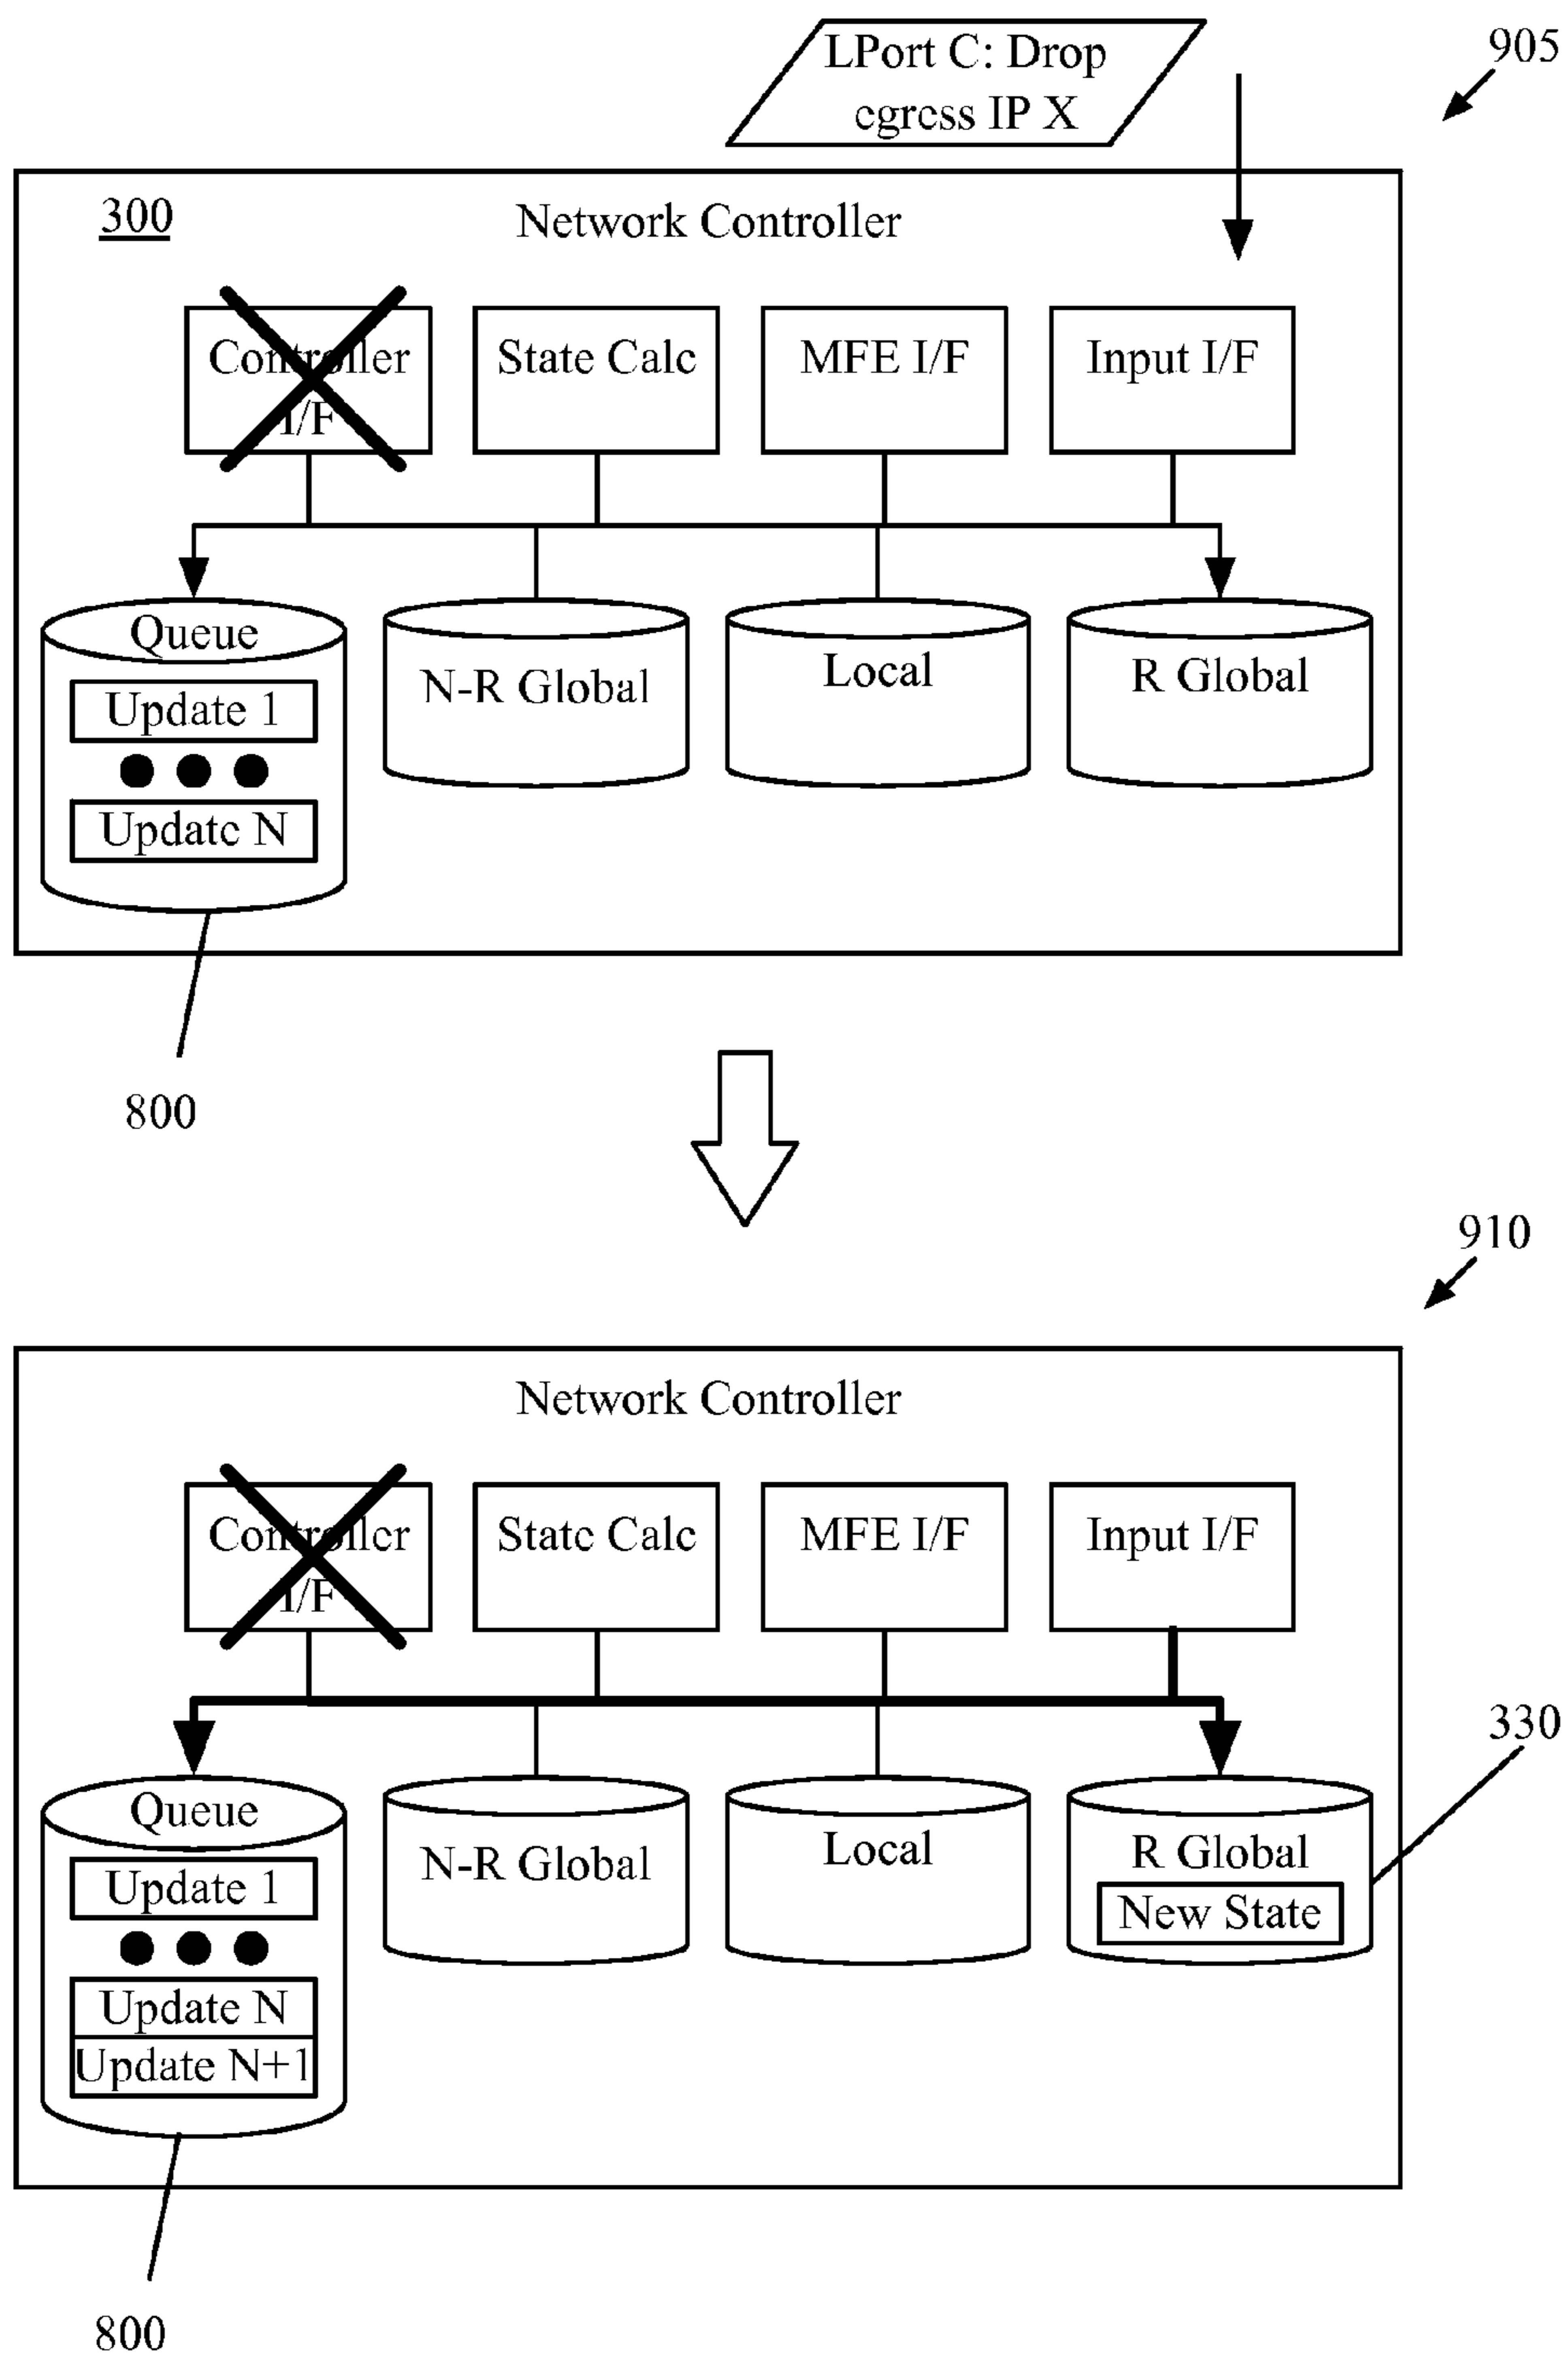 LPort C: Drop
egress IP X
905
300
Network Controller
Controller
I/F
State Calc
MFE I/F
Input I/F
Queue
Update 1
Update N
N-R Global
Local
R Global
800
910
Network Controller
Controller
I/F
State Calc
MFE I/F
Input I/F
330
Queue
Update 1
Update N
Update N+1
N-R Global
Local
R Global
New State
800